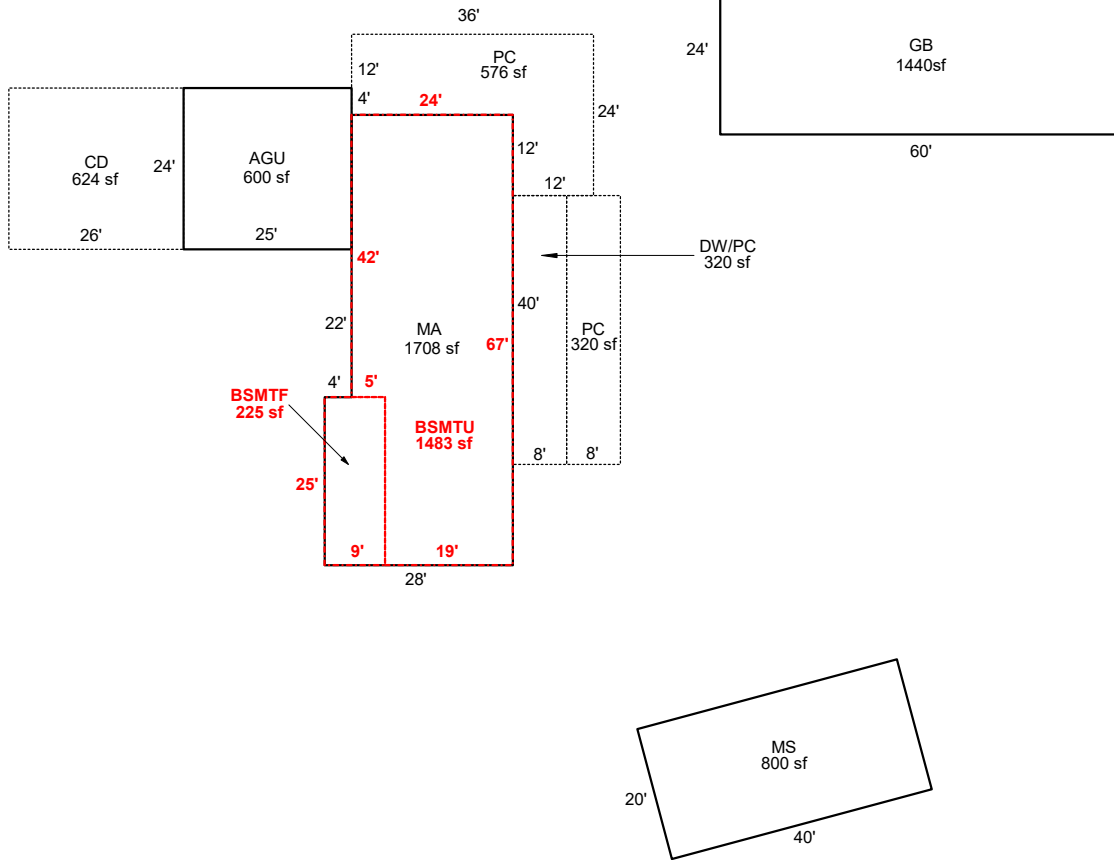 36'
PC
576 sf
24'
GB
1440sf
12'
4'
24'
24'
12'
60'
CD
624 sf
24'
AGU
600 sf
12'
26'
25'
42'
DW/PC
320 sf
40'
22'
MA
1708 sf
67'
PC
320 sf
4'
5'
BSMTF
225 sf
BSMTU
1483 sf
8'
8'
25'
9'
19'
28'
MS
800 sf
20'
40'